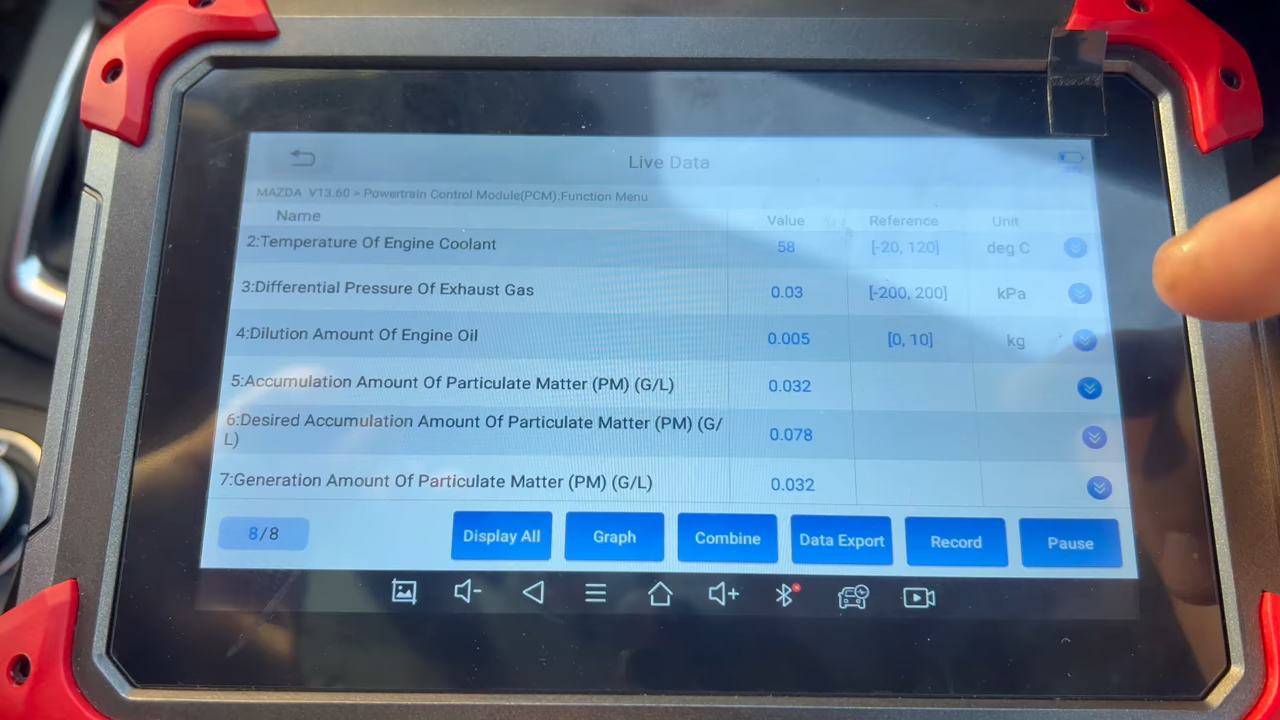 Live Data
MAZDA V13.60 > Powertrain Control Module(PCM):Function Menu
Name Value Reference Unit
2:Temperature Of Engine Coolant 58 [-20, 120] deg C
3:Differential Pressure Of Exhaust Gas 0.03 [-200, 200] kPa
4:Dilution Amount Of Engine Oil 0.005 [0, 10] kg
5:Accumulation Amount Of Particulate Matter (PM) (G/L) 0.032
6:Desired Accumulation Amount Of Particulate Matter (PM) (G/
L) 0.078
7:Generation Amount Of Particulate Matter (PM) (G/L) 0.032
8/8 Display All Graph Combine Data Export Record Pause